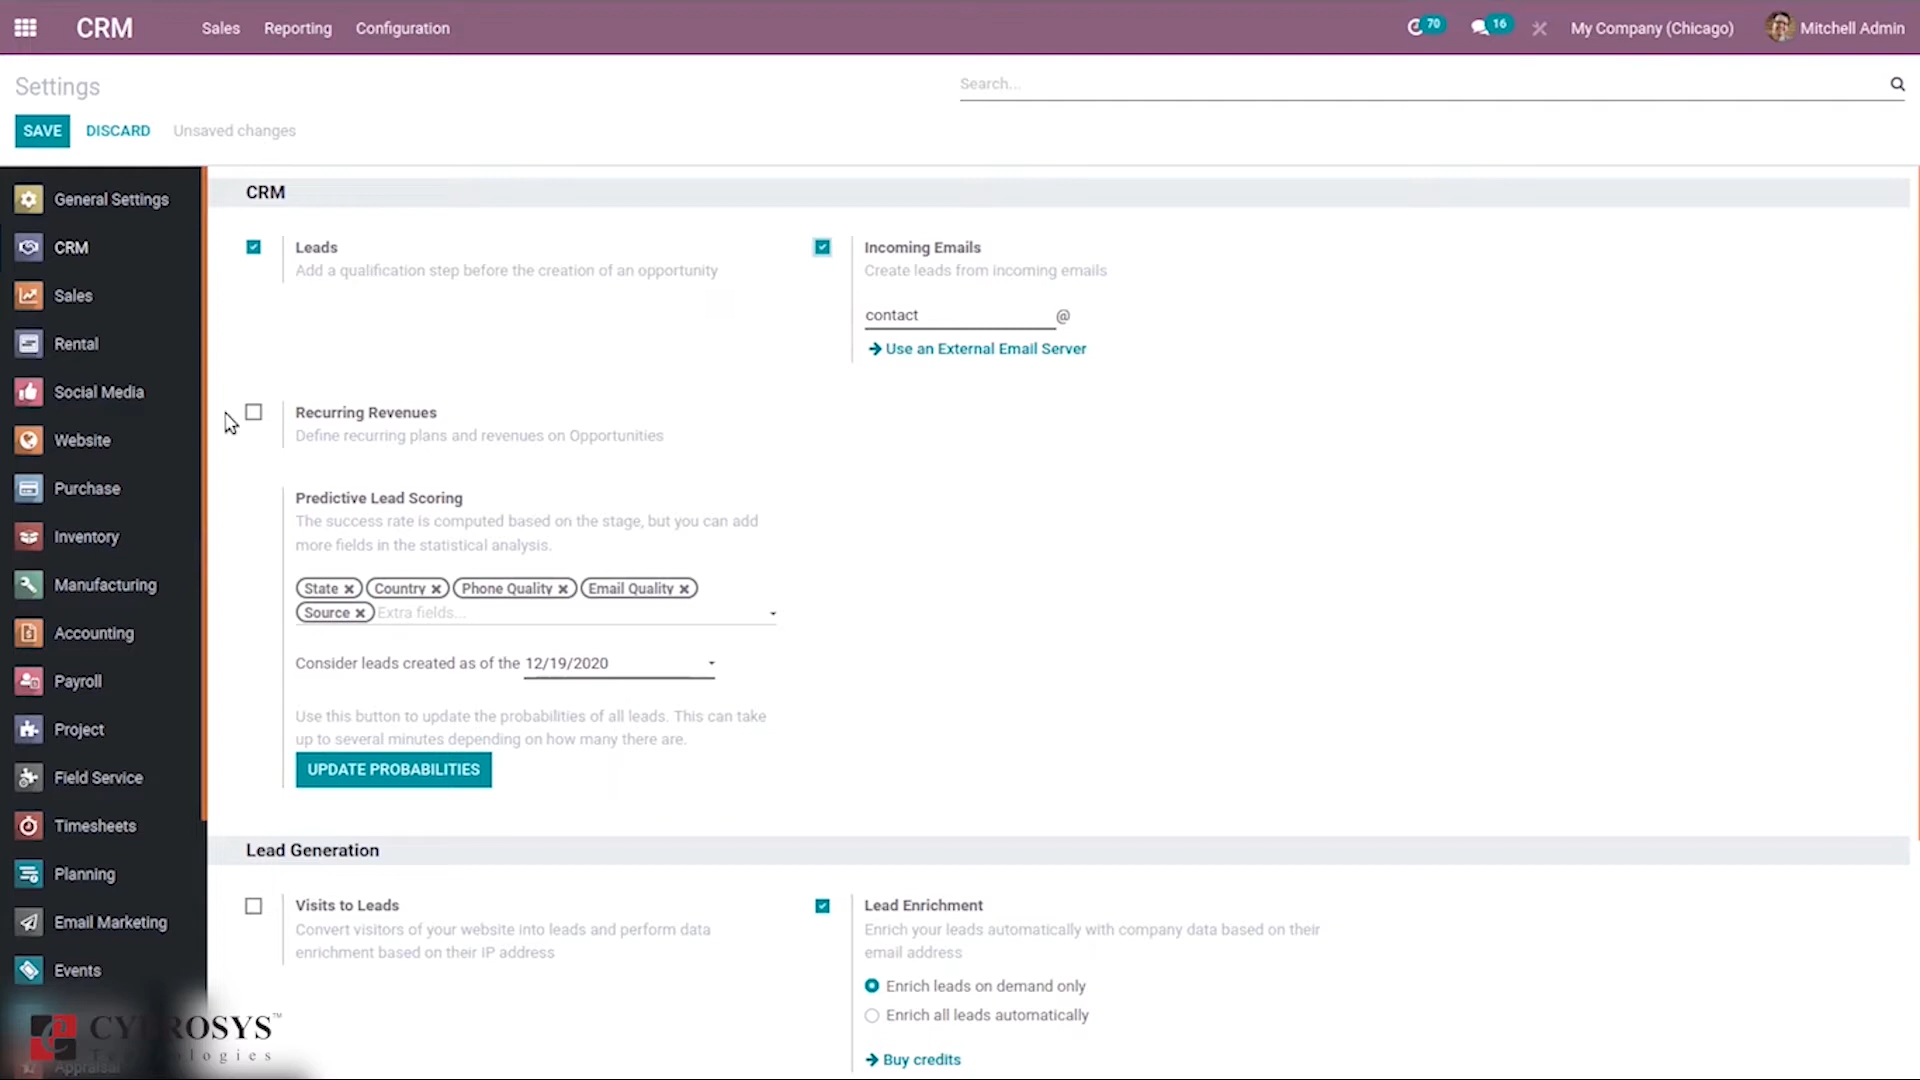 CRM
Sales
Reporting
Configuration
70
16
My Company (Chicago)
Mitchell Admin
Settings
Search...
SAVE
DISCARD
Unsaved changes
General Settings
CRM
Sales
Rental
Social Media
Website
Purchase
Inventory
Manufacturing
Accounting
Payroll
Project
Field Service
Timesheets
Planning
Email Marketing
Events
Appraisal
CRM
Leads
Add a qualification step before the creation of an opportunity
Incoming Emails
Create leads from incoming emails
contact @
Use an External Email Server
Recurring Revenues
Define recurring plans and revenues on Opportunities
Predictive Lead Scoring
The success rate is computed based on the stage, but you can add
more fields in the statistical analysis.
State Country Phone Quality Email Quality
Source Extra fields...
Consider leads created as of the 12/19/2020
Use this button to update the probabilities of all leads. This can take
up to several minutes depending on how many there are.
UPDATE PROBABILITIES
Lead Generation
Visits to Leads
Convert visitors of your website into leads and perform data
enrichment based on their IP address
Lead Enrichment
Enrich your leads automatically with company data based on their
email address
Enrich leads on demand only
Enrich all leads automatically
Buy credits
CYBROSYS™
Technologies